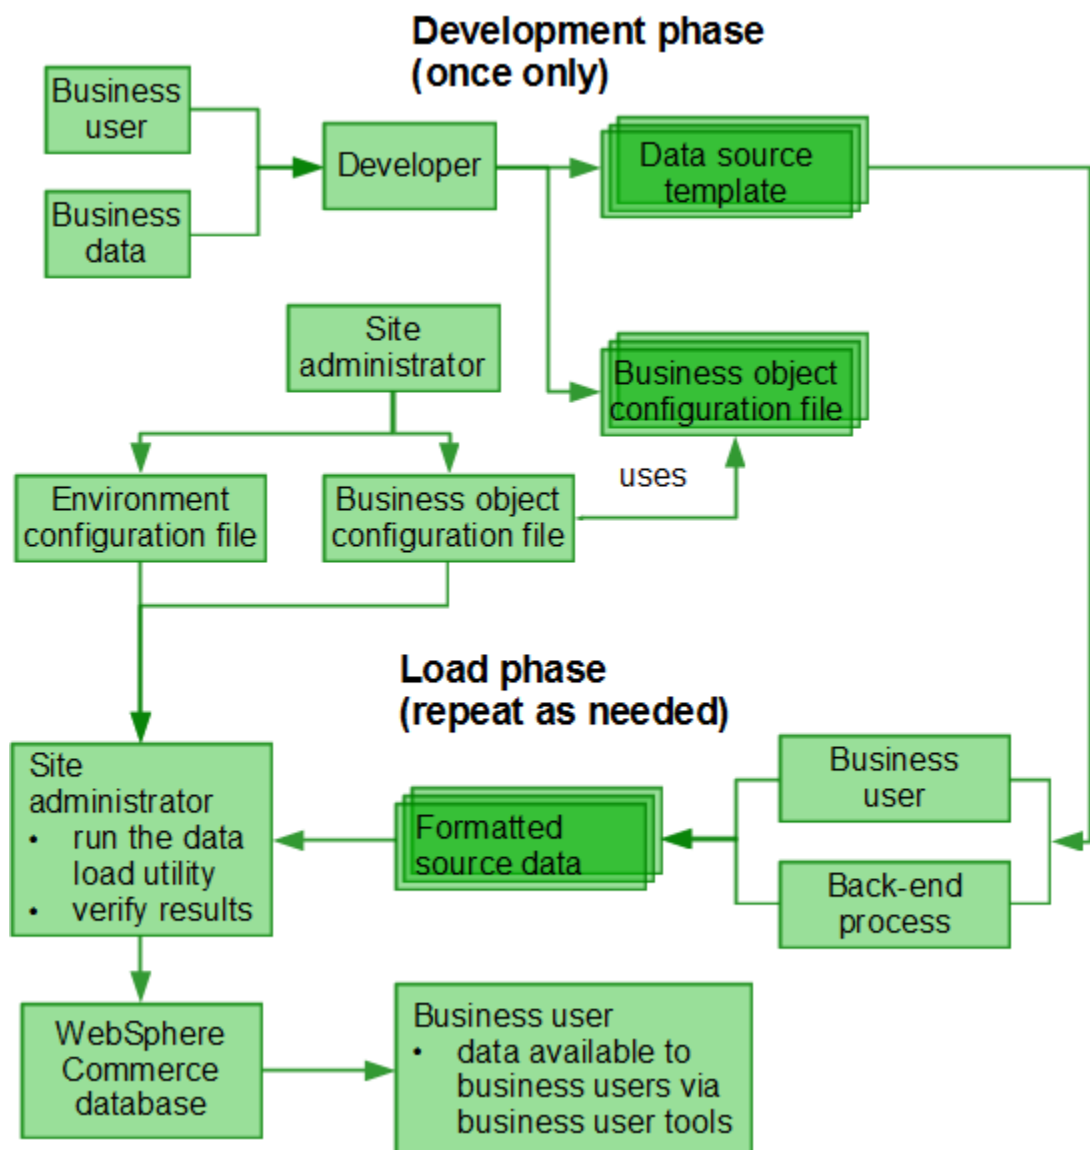 Development phase
(once only)
Business
user
Developer
Data source
template
Business
data
Site
administrator
Business object
configuration file
uses
Environment
configuration file
Business object
configuration file
Load phase
(repeat as needed)
Site
administrator
• run the data
load utility
• verify results
Formatted
source data
Business
user
Back-end
process
WebSphere
Commerce
database
Business user
• data available to
business users via
business user tools